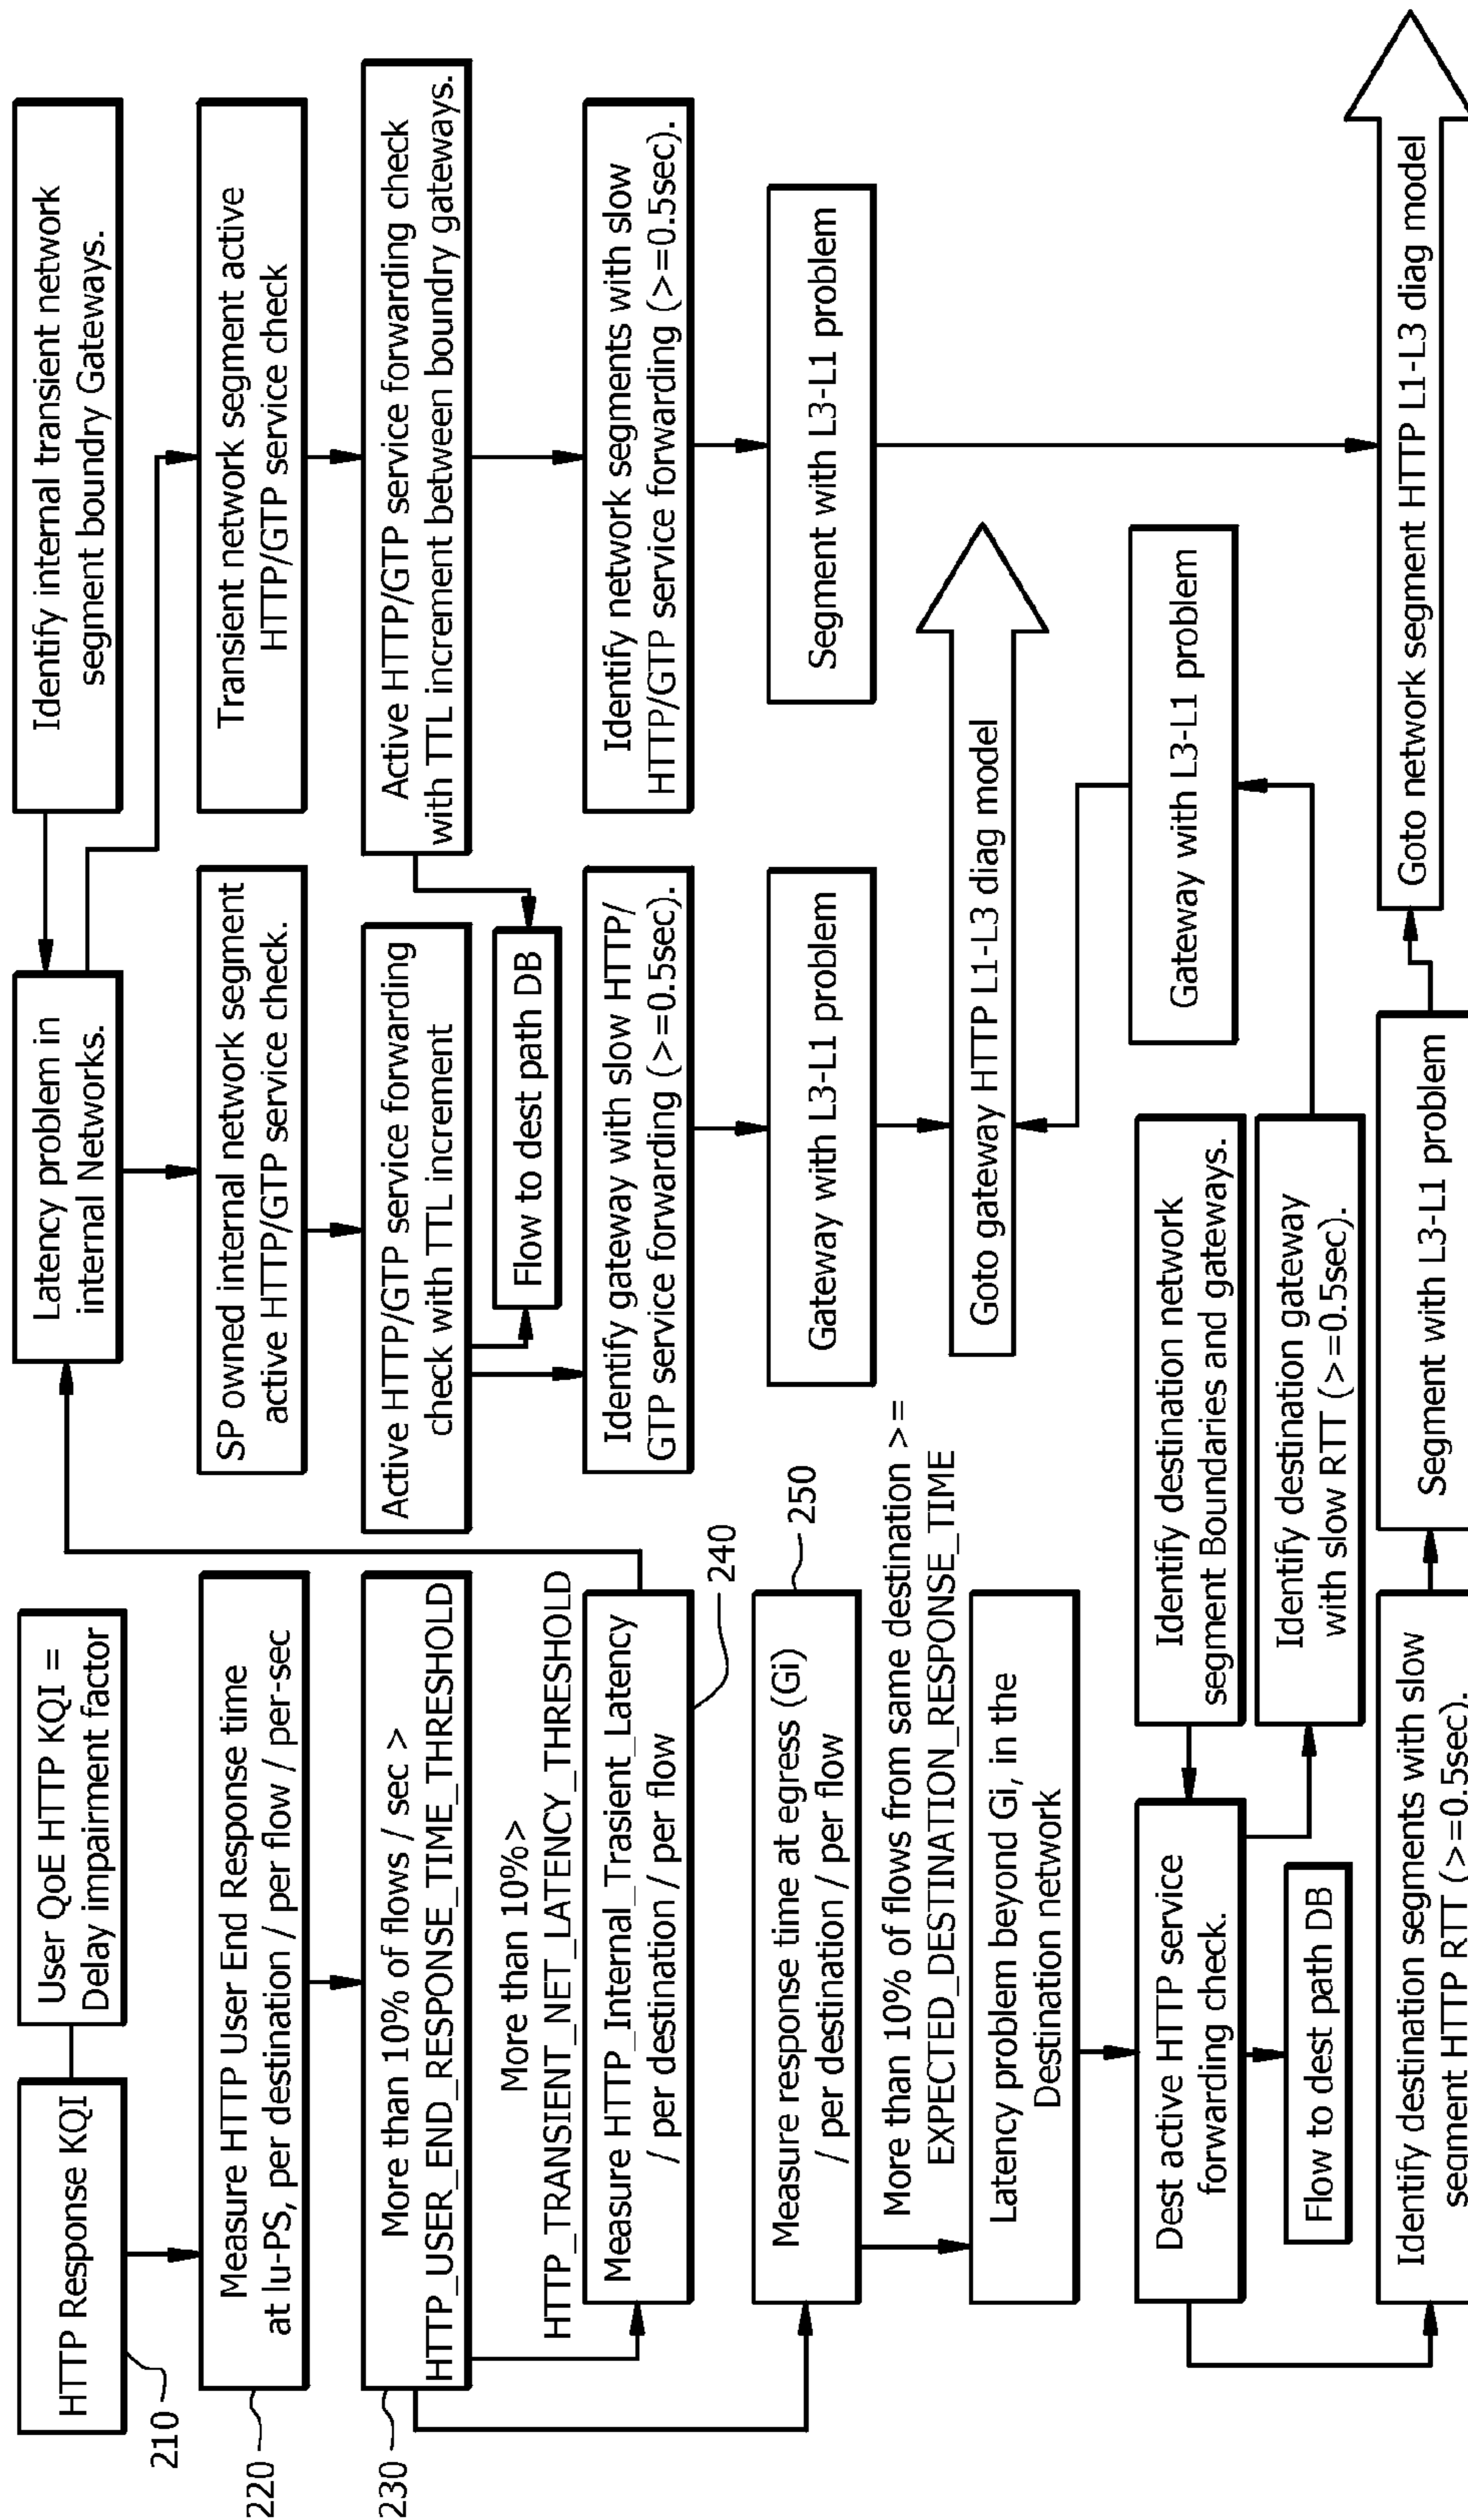 HTTP Response KQI
210
User QoE HTTP KQI =
Delay impairment factor
220
Measure HTTP User End Response time
at lu-PS, per destination / per flow / per-sec
230
More than 10% of flows / sec >
HTTP_USER_END_RESPONSE_TIME_THRESHOLD
More than 10%>
HTTP_TRANSIENT_NET_LATENCY_THRESHOLD
Measure HTTP_Internal_Trasient_Latency
/ per destination / per flow
240
Measure response time at egress (Gi)
/ per destination / per flow
250
More than 10% of flows from same destination >=
EXPECTED_DESTINATION_RESPONSE_TIME
Latency problem beyond Gi, in the
Destination network
Dest active HTTP service
forwarding check.
Flow to dest path DB
Identify destination segments with slow
segment HTTP RTT (>=0.5sec).
Latency problem in
internal Networks.
SP owned internal network segment
active HTTP/GTP service check.
Active HTTP/GTP service forwarding
check with TTL increment
Flow to dest path DB
Identify gateway with slow HTTP/
GTP service forwarding (>=0.5sec).
Gateway with L3-L1 problem
Goto gateway HTTP L1-L3 diag model
Identify destination network
segment Boundaries and gateways.
Identify destination gateway
with slow RTT (>=0.5sec).
Segment with L3-L1 problem
Identify internal transient network
segment boundry Gateways.
Transient network segment active
HTTP/GTP service check
Active HTTP/GTP service forwarding check
with TTL increment between boundry gateways.
Identify network segments with slow
HTTP/GTP service forwarding (>=0.5sec).
Segment with L3-L1 problem
Gateway with L3-L1 problem
Goto network segment HTTP L1-L3 diag model